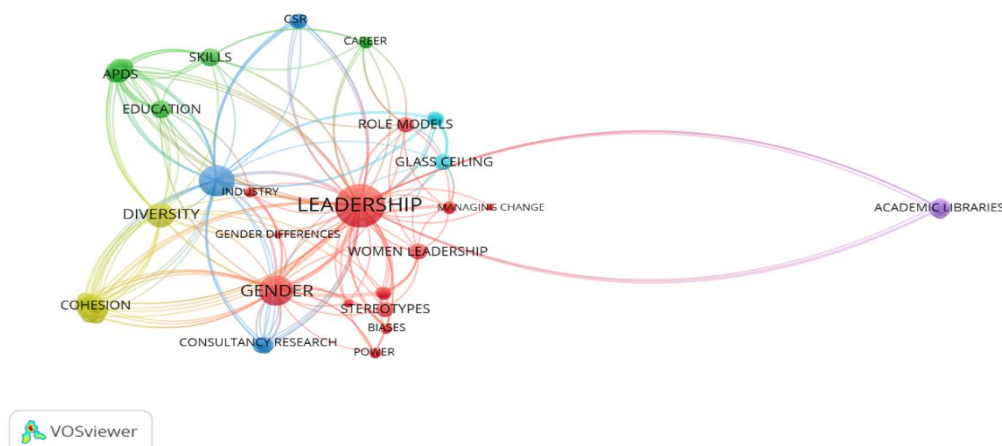 CSR
CAREER
SKILLS
APDS
EDUCATION
ROLE MODELS
GLASS CEILING
INDUSTRY
LEADERSHIP
MANAGING CHANGE
ACADEMIC LIBRARIES
DIVERSITY
GENDER DIFFERENCES
WOMEN LEADERSHIP
GENDER
COHESION
STEREOTYPES
BIASES
CONSULTANCY RESEARCH
POWER
VOSviewer